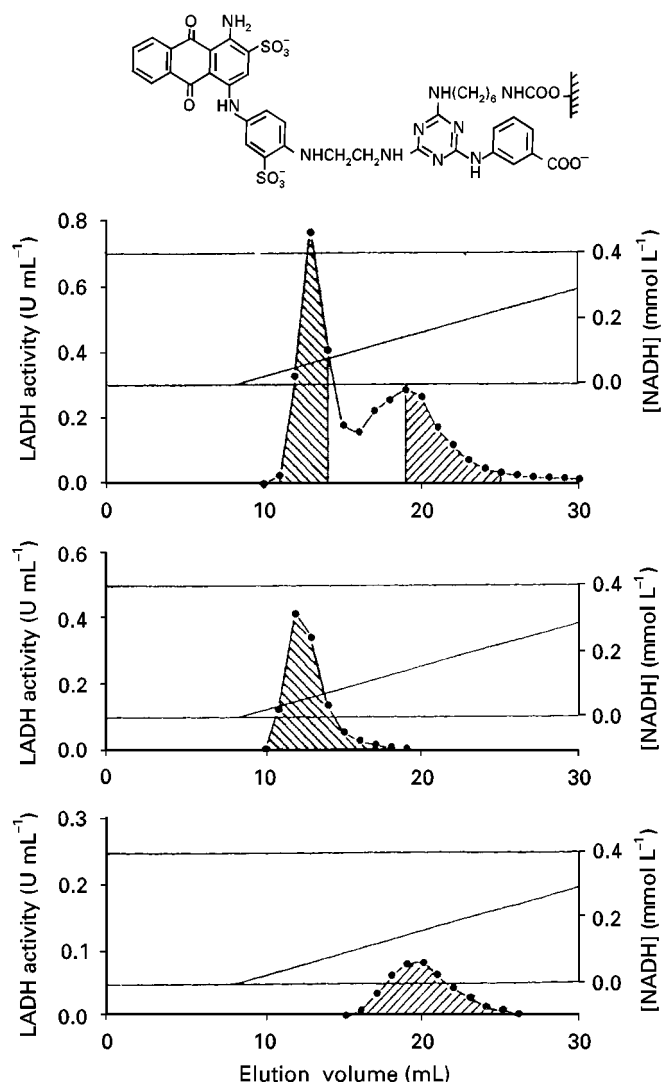 O
NH₂
SO₃⁻
O
HN
NH(CH₂)₆ NHCOO
N
N
N
NHCH₂CH₂NH
N
H
COO⁻
SO₃⁻
LADH activity (U mL⁻¹)
0.8
0.6
0.4
0.2
0.0
0
10
20
30
0.4
0.2
0.0
[NADH] (mmol L⁻¹)
LADH activity (U mL⁻¹)
0.6
0.4
0.2
0.0
0
10
20
30
0.4
0.2
0.0
[NADH] (mmol L⁻¹)
LADH activity (U mL⁻¹)
0.3
0.2
0.1
0.0
0
10
20
30
0.4
0.2
0.0
[NADH] (mmol L⁻¹)
Elution volume (mL)